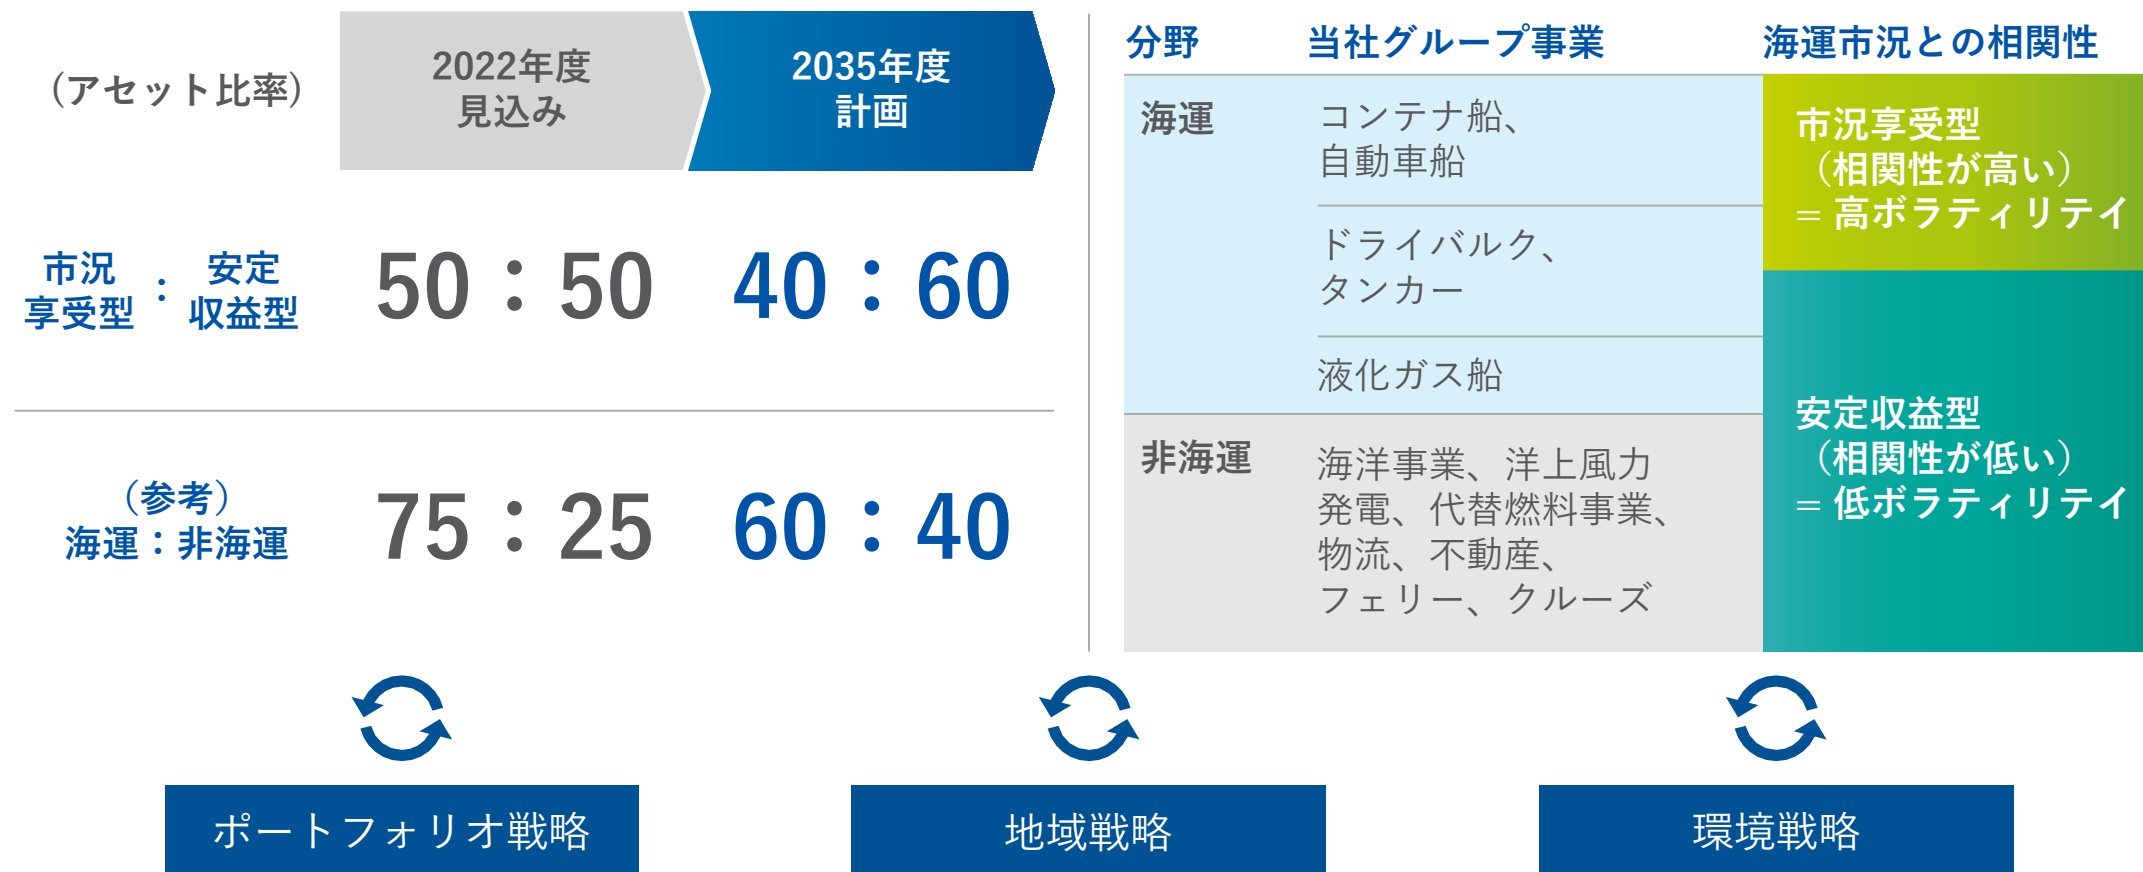 （アセット比率）
2022年度
見込み
2035年度
計画
市況
享受型
：
安定
収益型
50：50
40：60
（参考）
海運：非海運
75：25
60：40
分野
当社グループ事業
海運市況との相関性
海運
コンテナ船、
自動車船
ドライバルク、
タンカー
液化ガス船
市況享受型
（相関性が高い）
= 高ボラティリテイ
非海運
海洋事業、洋上風力
発電、代替燃料事業、
物流、不動産、
フェリー、クルーズ
安定収益型
（相関性が低い）
= 低ボラティリテイ
ポートフォリオ戦略
地域戦略
環境戦略